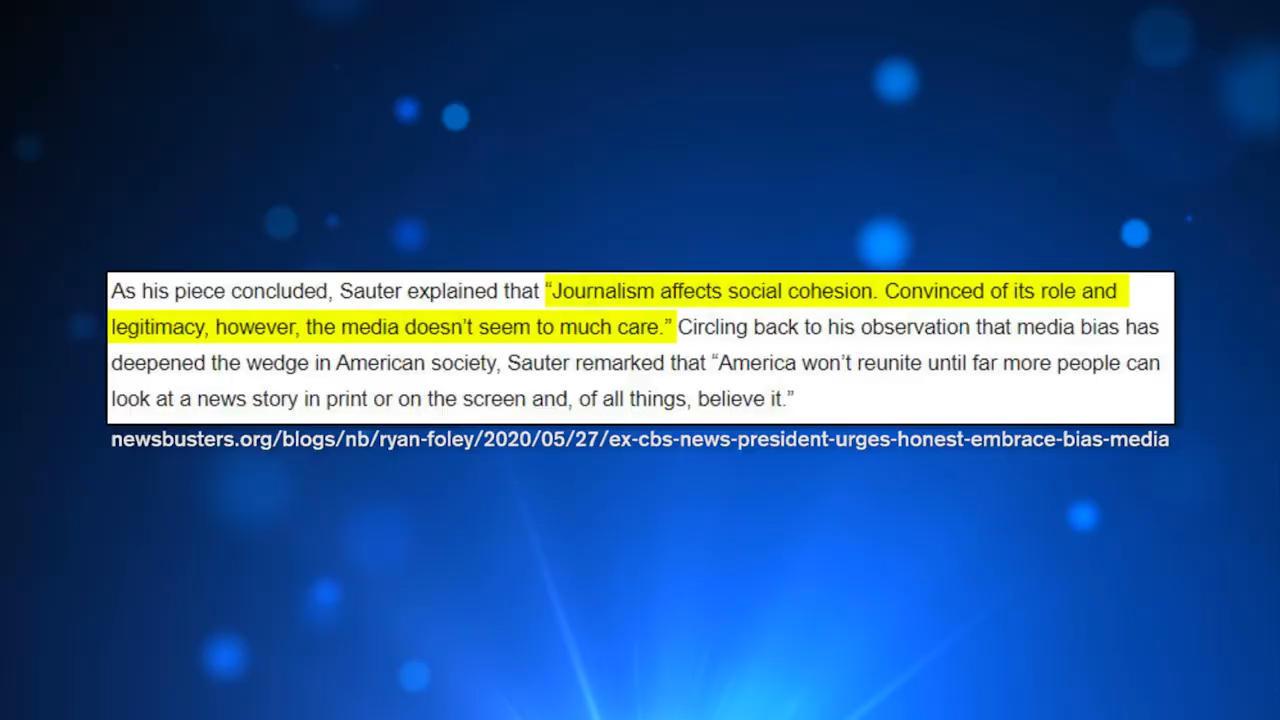 As his piece concluded, Sauter explained that “Journalism affects social cohesion. Convinced of its role and
legitimacy, however, the media doesn’t seem to much care.” Circling back to his observation that media bias has
deepened the wedge in American society, Sauter remarked that “America won’t reunite until far more people can
look at a news story in print or on the screen and, of all things, believe it.”
newsbusters.org/blogs/nb/ryan-foley/2020/05/27/ex-cbs-news-president-urges-honest-embrace-bias-media